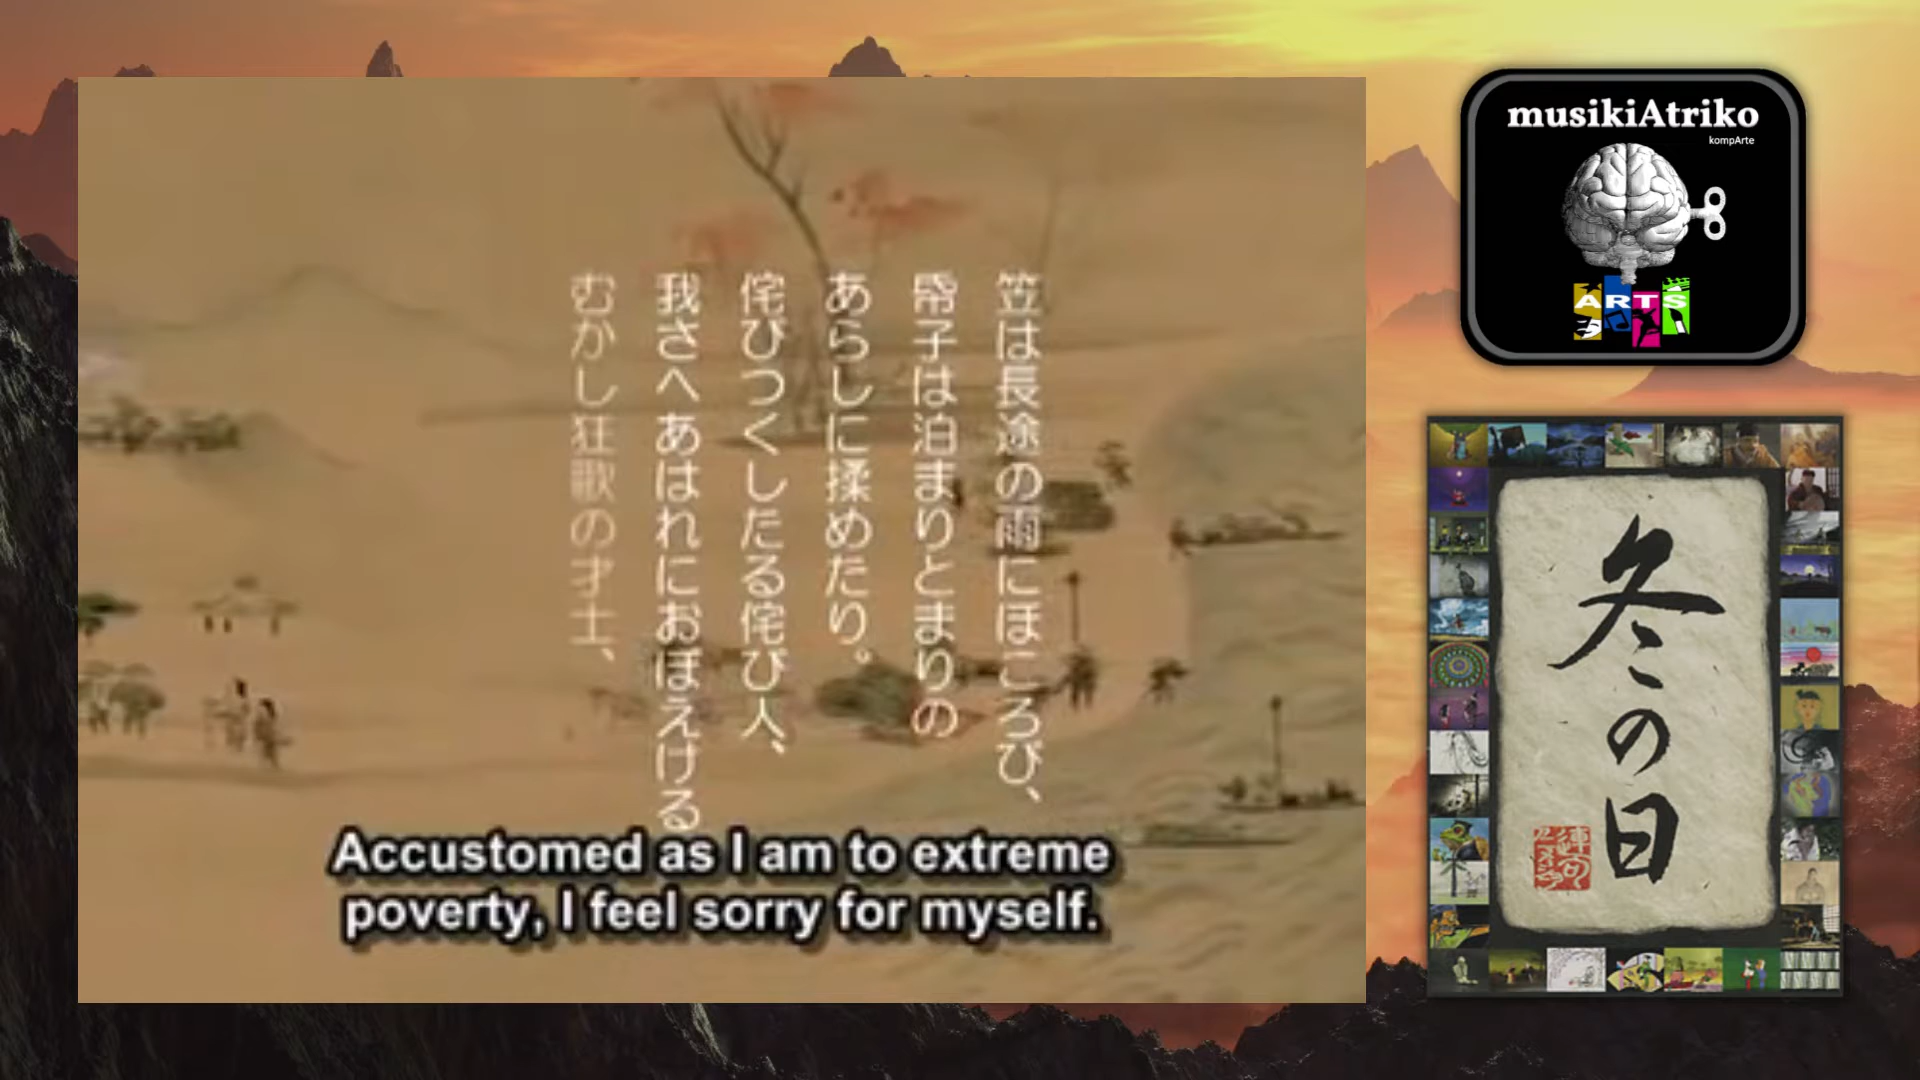 笠は長途の雨にほころび、
帋子は泊まりとまりの
あらしに揉めたり。
侘びつくしたる侘び人、
我さへあはれにおぼえける
むかし狂歌の才士、
Accustomed as I am to extreme
poverty, I feel sorry for myself.
musikiAtriko
kompArte
ARTS
冬の日